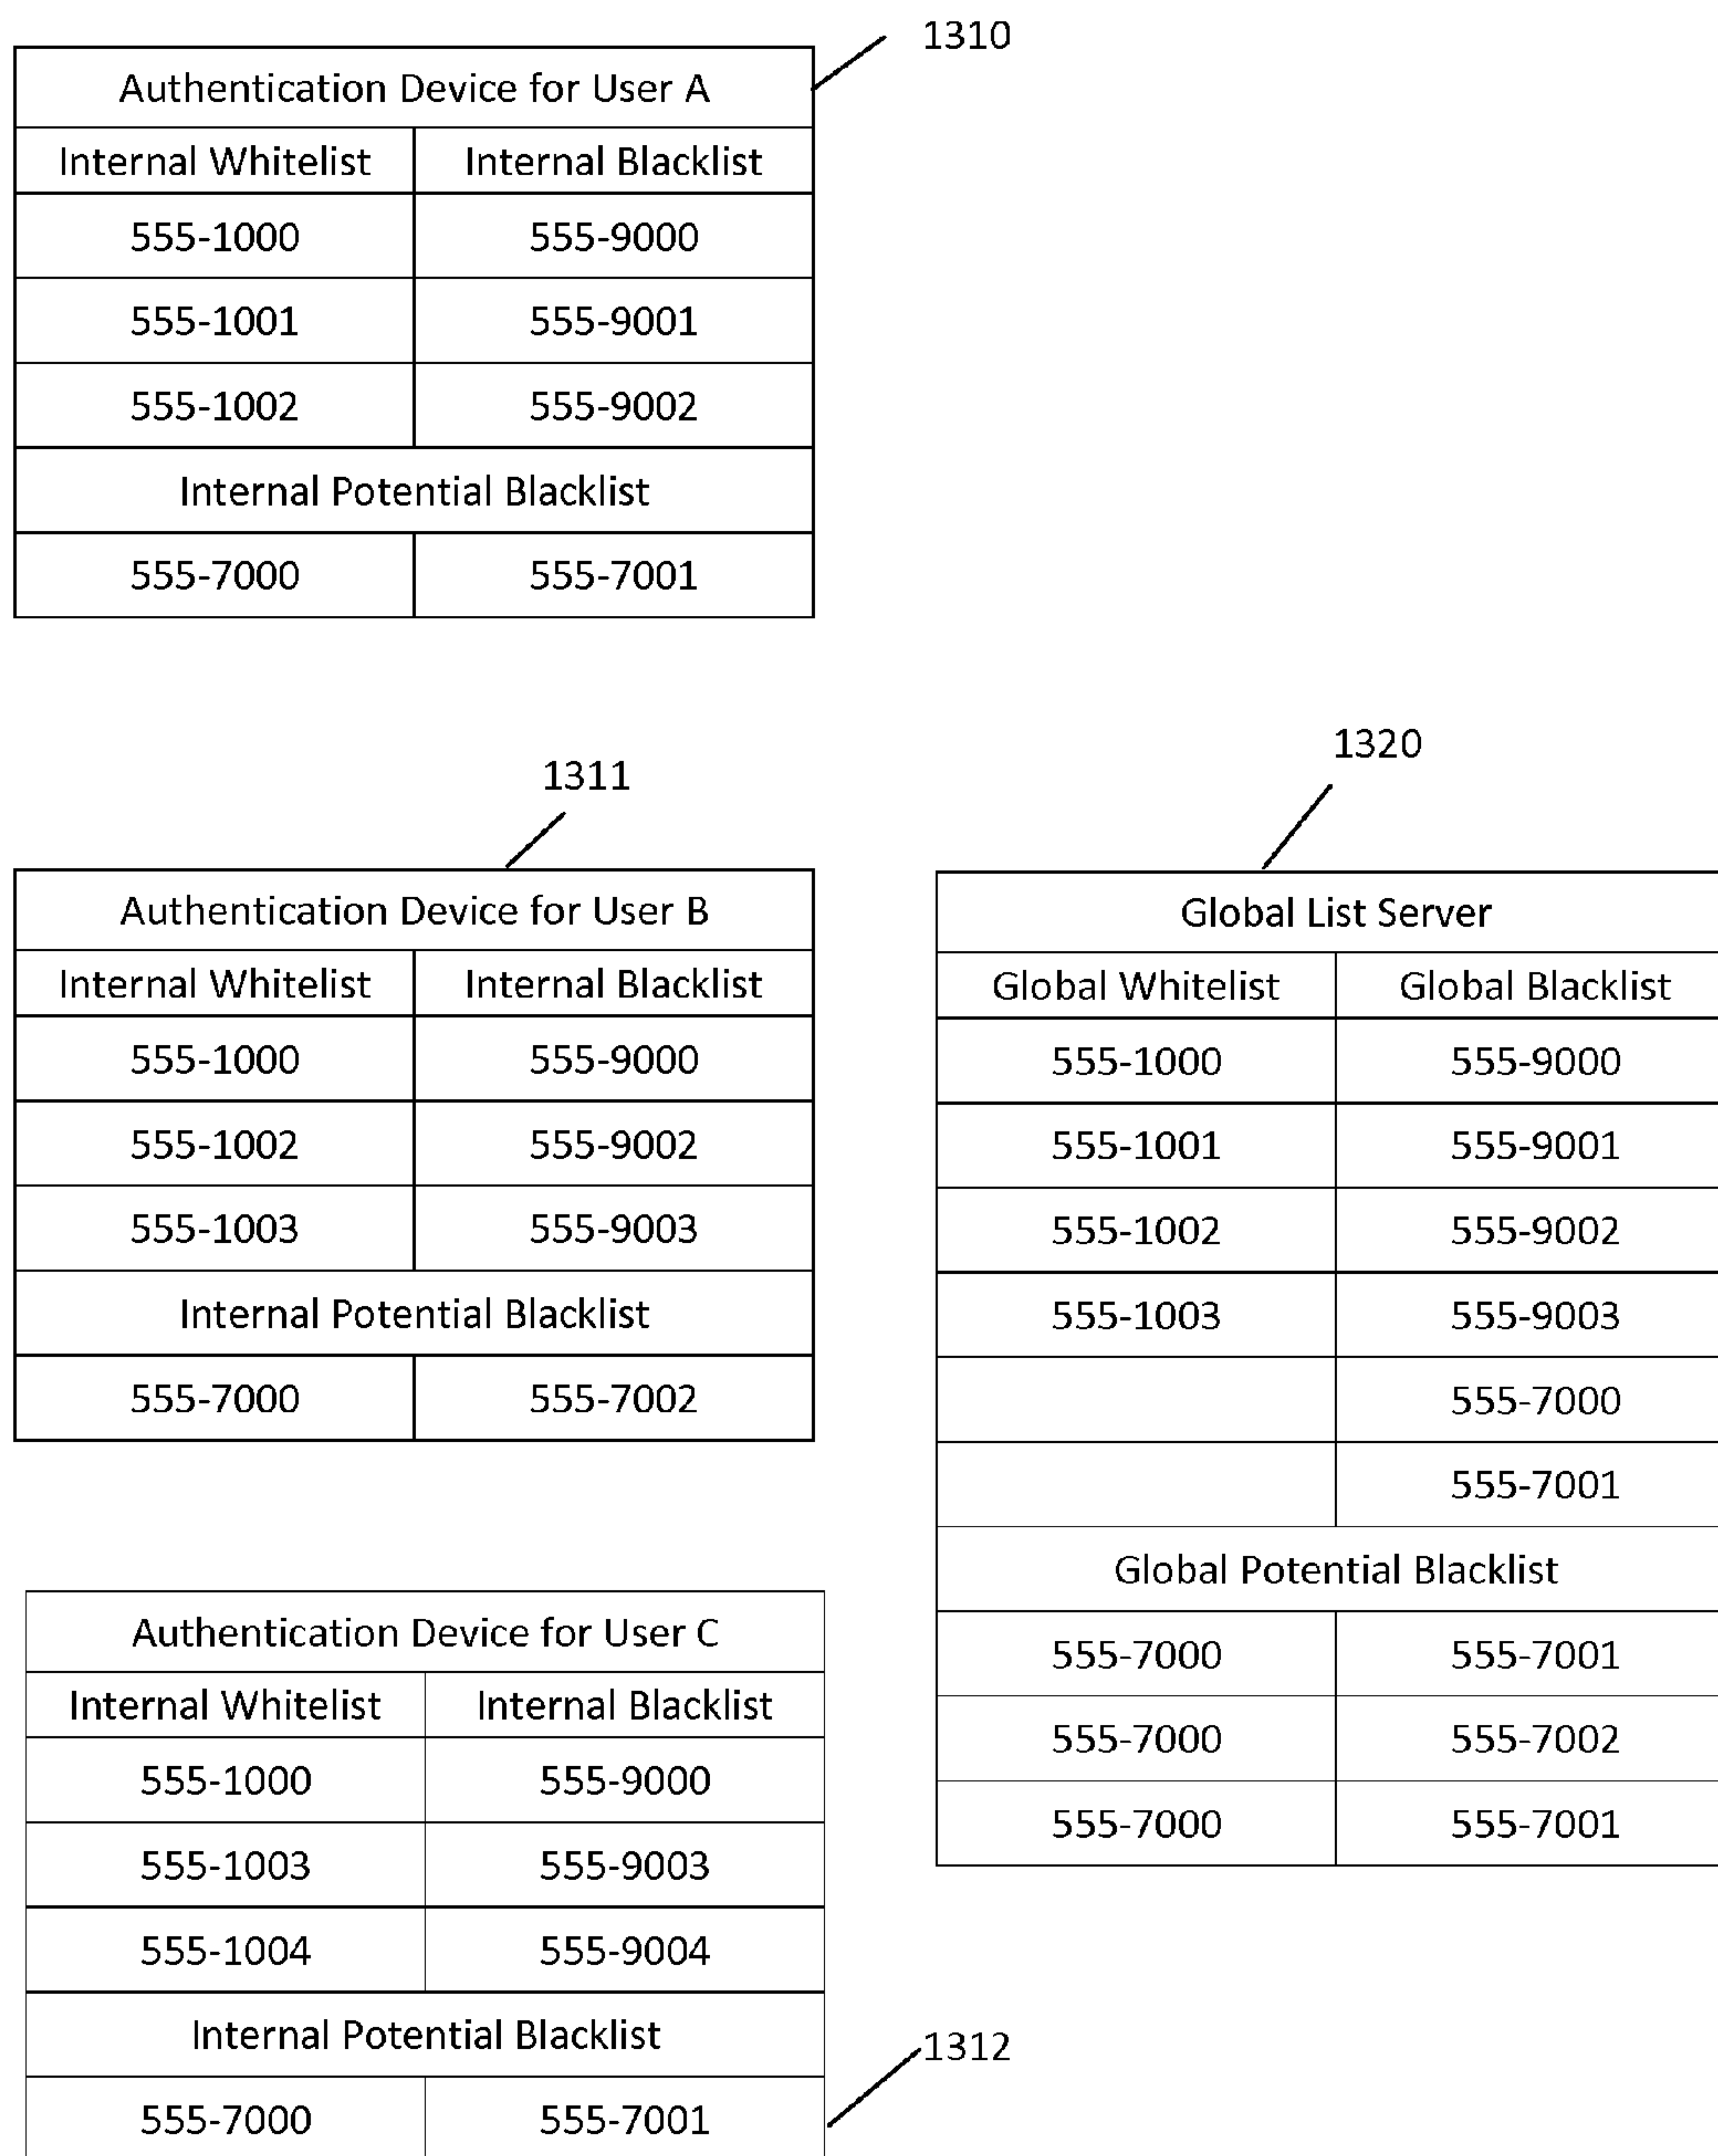 1310
Authentication Device for User A
Internal Whitelist Internal Blacklist
555-1000 555-9000
555-1001 555-9001
555-1002 555-9002
Internal Potential Blacklist
555-7000 555-7001
1311
Authentication Device for User B
Internal Whitelist Internal Blacklist
555-1000 555-9000
555-1002 555-9002
555-1003 555-9003
Internal Potential Blacklist
555-7000 555-7002
1320
Global List Server
Global Whitelist Global Blacklist
555-1000 555-9000
555-1001 555-9001
555-1002 555-9002
555-1003 555-9003
555-7000
555-7001
Global Potential Blacklist
555-7000 555-7001
555-7000 555-7002
555-7000 555-7001
Authentication Device for User C
Internal Whitelist Internal Blacklist
555-1000 555-9000
555-1003 555-9003
555-1004 555-9004
Internal Potential Blacklist
555-7000 555-7001
1312